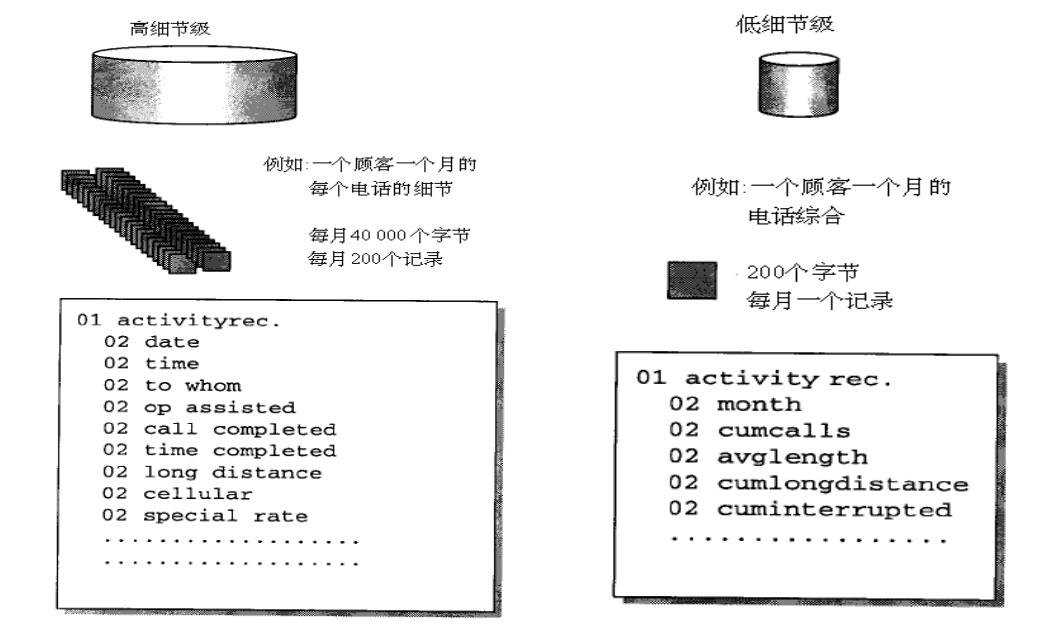 高细节级
例如:一个顾客一个月的
每个电话的细节
每月40 000个字节
每月200个记录
01 activityrec.
02 date
02 time
02 to whom
02 op assisted
02 call completed
02 time completed
02 long distance
02 cellular
02 special rate
....................
....................
低细节级
例如:一个顾客一个月的
电话综合
200个字节
每月一个记录
01 activity rec.
02 month
02 cumcalls
02 avglength
02 cumlongdistance
02 cuminterrupted
.................